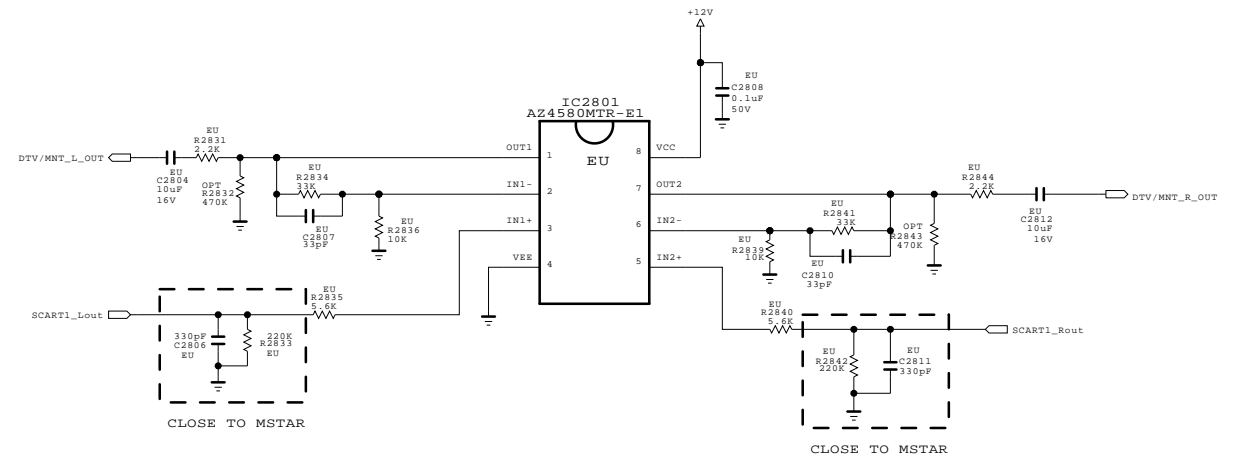 +12V
EU
C2808
0.1uF
50V
IC2801
AZ4580MTR-E1
EU
OUT1
1
IN1-
2
IN1+
3
VEE
4
8
VCC
7
OUT2
6
IN2-
5
IN2+
DTV/MNT_L_OUT
EU
C2804
10uF
16V
EU
R2831
2.2K
OPT
R2832
470K
EU
R2834
33K
EU
C2807
33pF
EU
R2836
10K
SCART1_Lout
330pF
C2806
EU
220K
R2833
EU
EU
R2835
5.6K
CLOSE TO MSTAR
EU
R2844
2.2K
DTV/MNT_R_OUT
EU
C2812
10uF
16V
OPT
R2843
470K
EU
R2841
33K
EU
R2839
10K
EU
C2810
33pF
EU
R2840
5.6K
SCART1_Rout
EU
R2842
220K
EU
C2811
330pF
CLOSE TO MSTAR